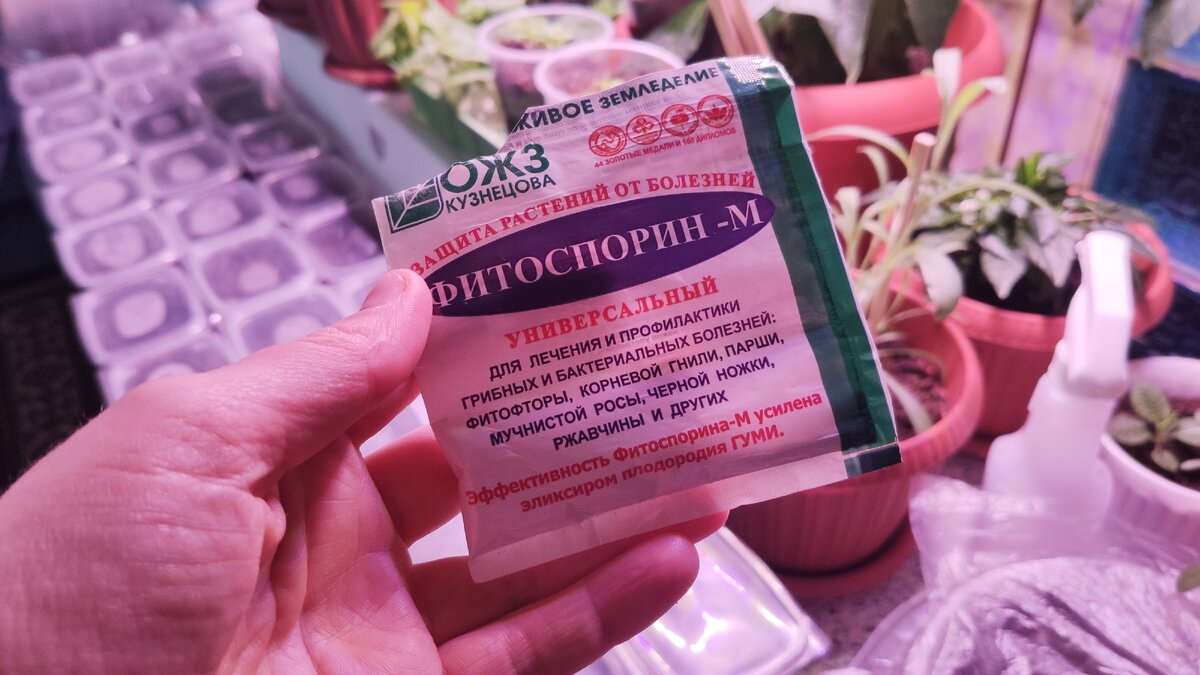 ЖИВОЕ ЗЕМЛЕДЕЛИЕ
44 ЗОЛОТЫЕ МЕДАЛИ И 180 ДИПЛОМОВ
ОЖЗ
КУЗНЕЦОВА
ЗАЩИТА РАСТЕНИЙ ОТ БОЛЕЗНЕЙ
ФИТОСПОРИН -М
УНИВЕРСАЛЬНЫЙ
ДЛЯ ЛЕЧЕНИЯ И ПРОФИЛАКТИКИ
ГРИБНЫХ И БАКТЕРИАЛЬНЫХ БОЛЕЗНЕЙ:
ФИТОФТОРЫ, КОРНЕВОЙ ГНИЛИ, ПАРШИ,
МУЧНИСТОЙ РОСЫ, ЧЕРНОЙ НОЖКИ,
РЖАВЧИНЫ И ДРУГИХ
Эффективность Фитоспорина-М усилена
эликсиром плодородия ГУМИ.